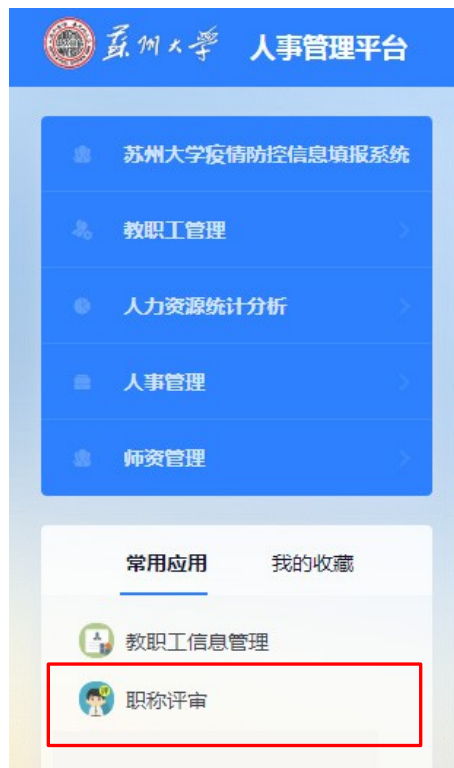 苏州大学 人事管理平台
苏州大学疫情防控信息填报系统
教职工管理
人力资源统计分析
人事管理
师资管理
常用应用 我的收藏
教职工信息管理
职称评审